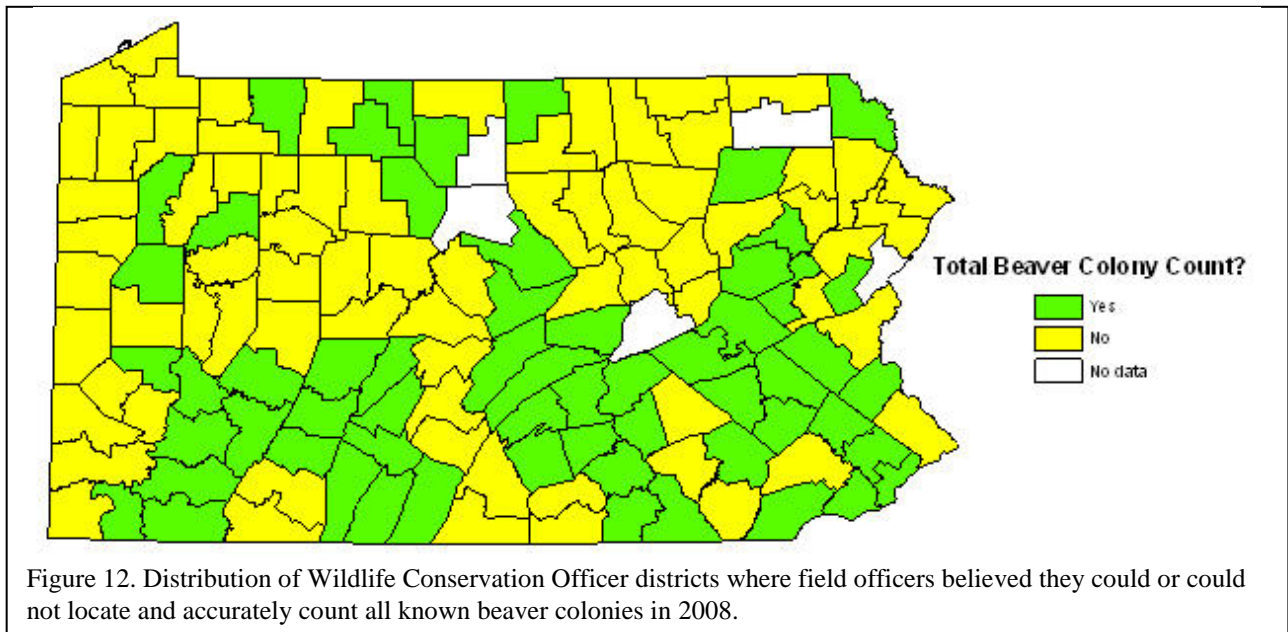 Total Beaver Colony Count?
Yes
No
No data
Figure 12. Distribution of Wildlife Conservation Officer districts where field officers believed they could or could
not locate and accurately count all known beaver colonies in 2008.